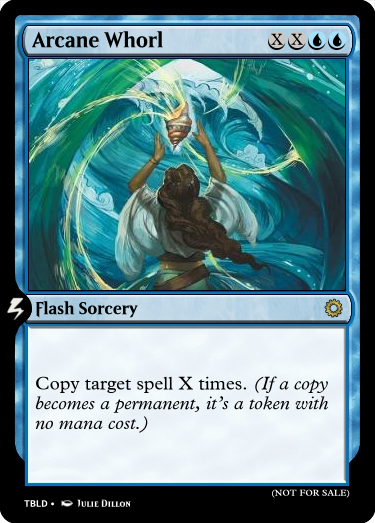 Arcane Whorl XXUU
Flash Sorcery
Copy target spell X times. (If a copy
becomes a permanent, it's a token with
no mana cost.)
(NOT FOR SALE)
TBLD • JULIE DILLON